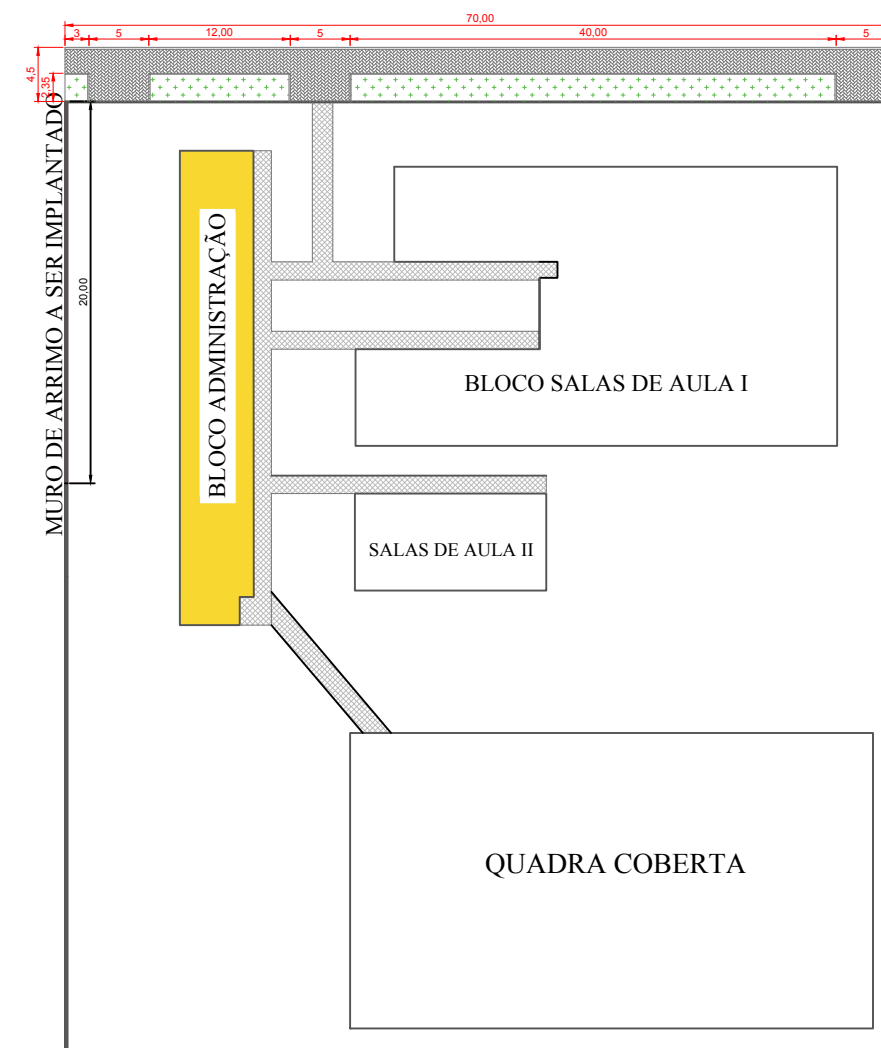 70,00
3
5
12,00
5
40,00
5
4,5
2,35
MURO DE ARRIMO A SER IMPLANTADO
20,00
BLOCO ADMINISTRAÇÃO
BLOCO SALAS DE AULA I
SALAS DE AULA II
QUADRA COBERTA